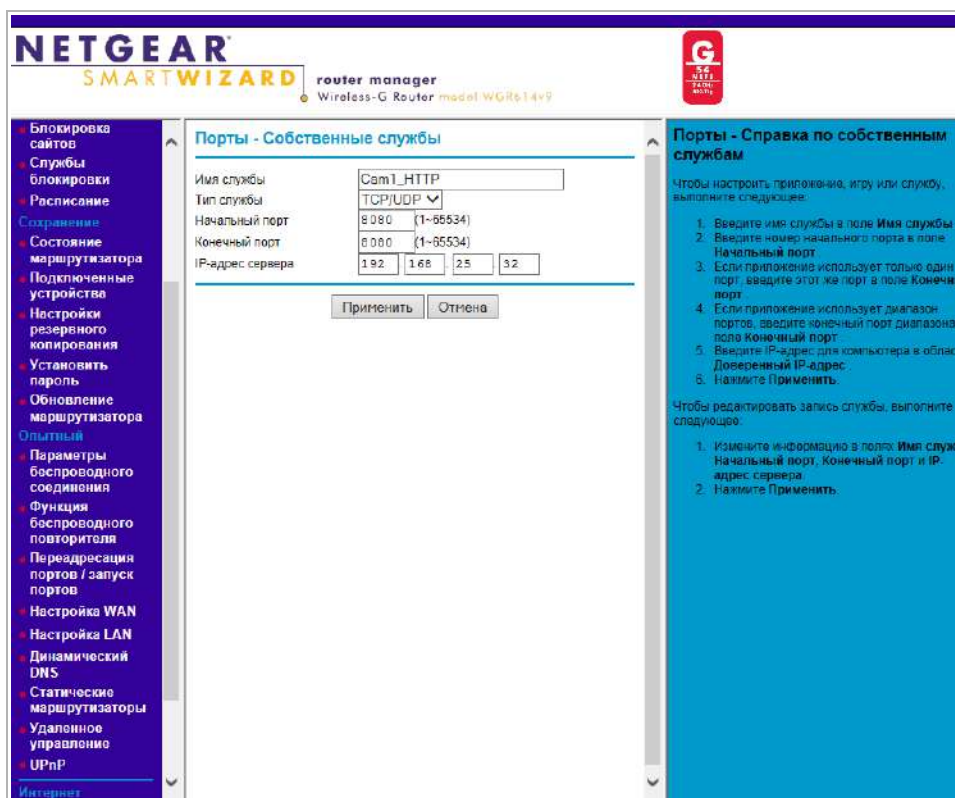 NETGEAR
SMARTWIZARD router manager
Wireless-G Router model WGR614v9
G
54
Блокировка
сайтов
Службы
блокировки
Расписание
Сохранение
Состояние
маршрутизатора
Подключенные
устройства
Настройки
резервного
копирования
Установить
пароль
Обновление
маршрутизатора
Опытный
Параметры
беспроводного
соединения
Функция
беспроводного
повторителя
Переадресация
портов / запуск
портов
Настройка WAN
Настройка LAN
Динамический
DNS
Статические
маршрутизаторы
Удаленное
управление
UPnP
Интернет
Порты - Собственные службы
Имя службы Cam1_HTTP
Тип службы TCP/UDP
Начальный порт 8080 (1~65534)
Конечный порт 8080 (1~65534)
IP-адрес сервера 192 . 168 . 25 . 32
Применить Отмена
Порты - Справка по собственным
службам
Чтобы настроить приложение, игру или службу,
выполните следующее:
1. Введите имя службы в поле Имя службы
2. Введите номер начального порта в поле
Начальный порт.
3. Если приложение использует только один
порт, введите этот же порт в поле Конечн
порт.
4. Если приложение использует диапазон
портов, введите конечный порт диапазона
поле Конечный порт.
5. Введите IP-адрес для компьютера в облас
Доверенный IP-адрес.
6. Нажмите Применить.
Чтобы редактировать запись службы, выполните
следующее:
1. Измените информацию в полях Имя служ
Начальный порт, Конечный порт и IP-
адрес сервера.
2. Нажмите Применить.